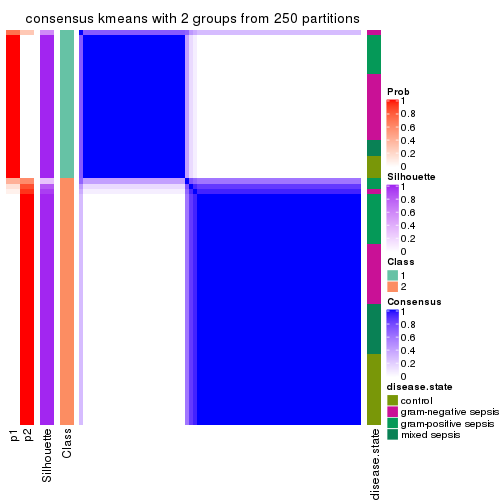 consensus kmeans with 2 groups from 250 partitions
Prob
1
0.8
0.6
0.4
0.2
0
Silhouette
1
0.8
0.6
0.4
0.2
0
Class
1
2
Consensus
1
0.8
0.6
0.4
0.2
0
disease.state
control
gram-negative sepsis
gram-positive sepsis
mixed sepsis
p1
p2
Silhouette
Class
disease.state